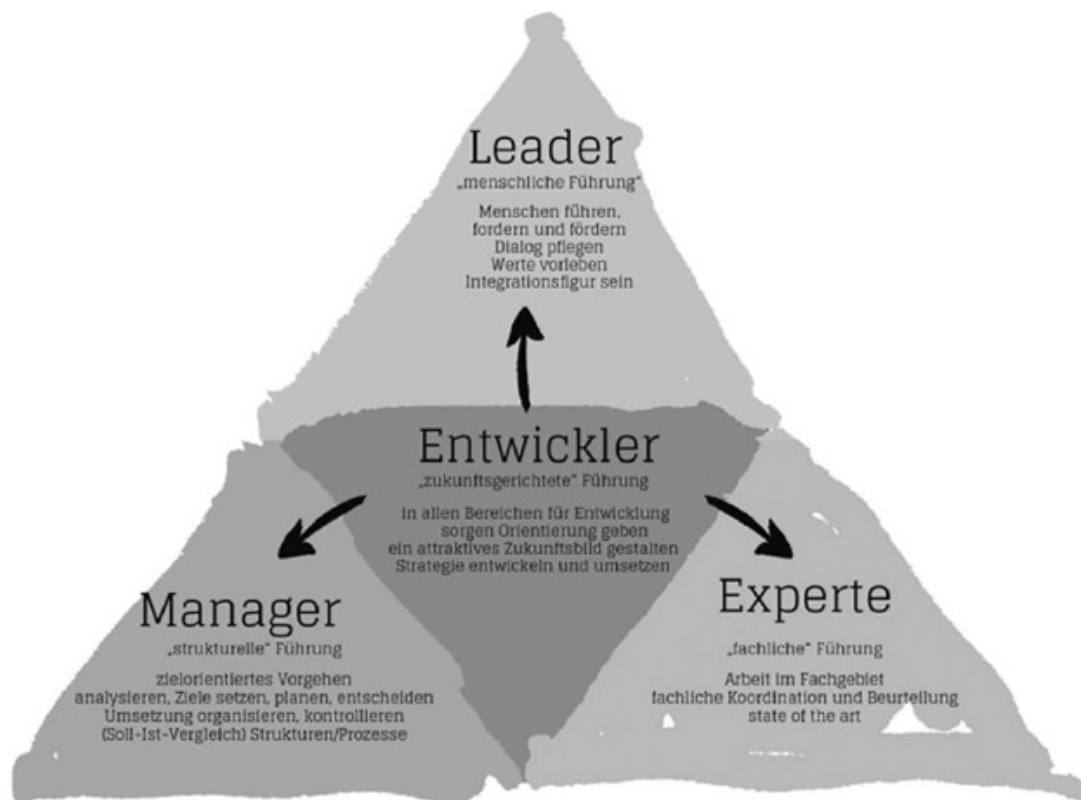 Leader
„menschliche Führung“
Menschen führen,
fordern und fördern
Dialog pflegen
Werte vorleben
Integrationsfigur sein
Entwickler
„zukunftsgerichtete“ Führung
in allen Bereichen für Entwicklung
sorgen Orientierung geben
ein attraktives Zukunftsbild gestalten
Strategie entwickeln und umsetzen
Manager
„strukturelle“ Führung
zielorientiertes Vorgehen
analysieren, Ziele setzen, planen, entscheiden
Umsetzung organisieren, kontrollieren
(Soll-Ist-Vergleich) Strukturen/Prozesse
Experte
„fachliche“ Führung
Arbeit im Fachgebiet
fachliche Koordination und Beurteilung
state of the art